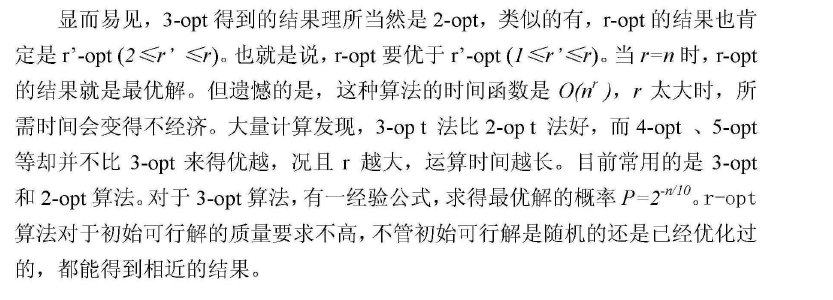 显而易见，3-opt 得到的结果理所当然是 2-opt，类似的有，r-opt 的结果也肯
定是 r’-opt (2≤r’ ≤r)。也就是说，r-opt 要优于 r’-opt (1≤r’≤r)。当 r=n 时，r-opt
的结果就是最优解。但遗憾的是，这种算法的时间函数是 O(nʳ )，r 太大时，所
需时间会变得不经济。大量计算发现，3-op t 法比 2-op t 法好，而 4-opt 、5-opt
等却并不比 3-opt 来得优越，况且 r 越大，运算时间越长。目前常用的是 3-opt
和 2-opt 算法。对于 3-opt 算法，有一经验公式，求得最优解的概率 P=2^{-n/10}。r-opt
算法对于初始可行解的质量要求不高，不管初始可行解是随机的还是已经优化过
的，都能得到相近的结果。